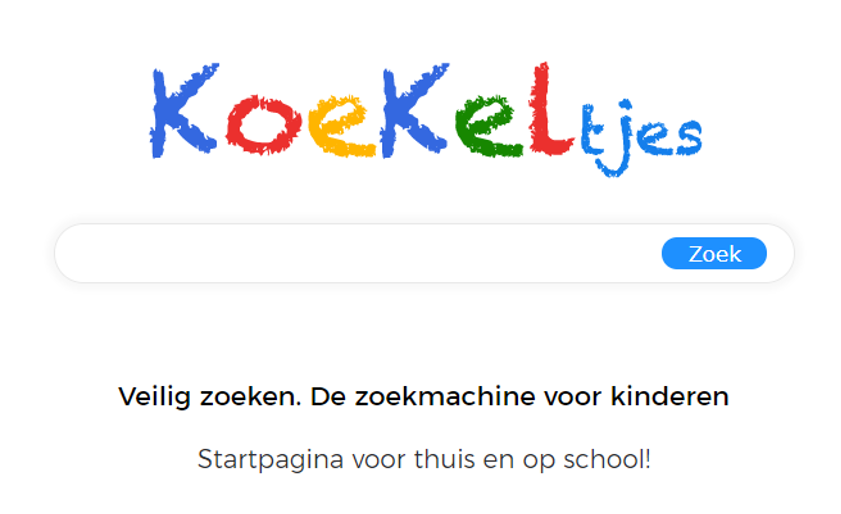 KoeKeLtjes
Zoek
Veilig zoeken. De zoekmachine voor kinderen
Startpagina voor thuis en op school!